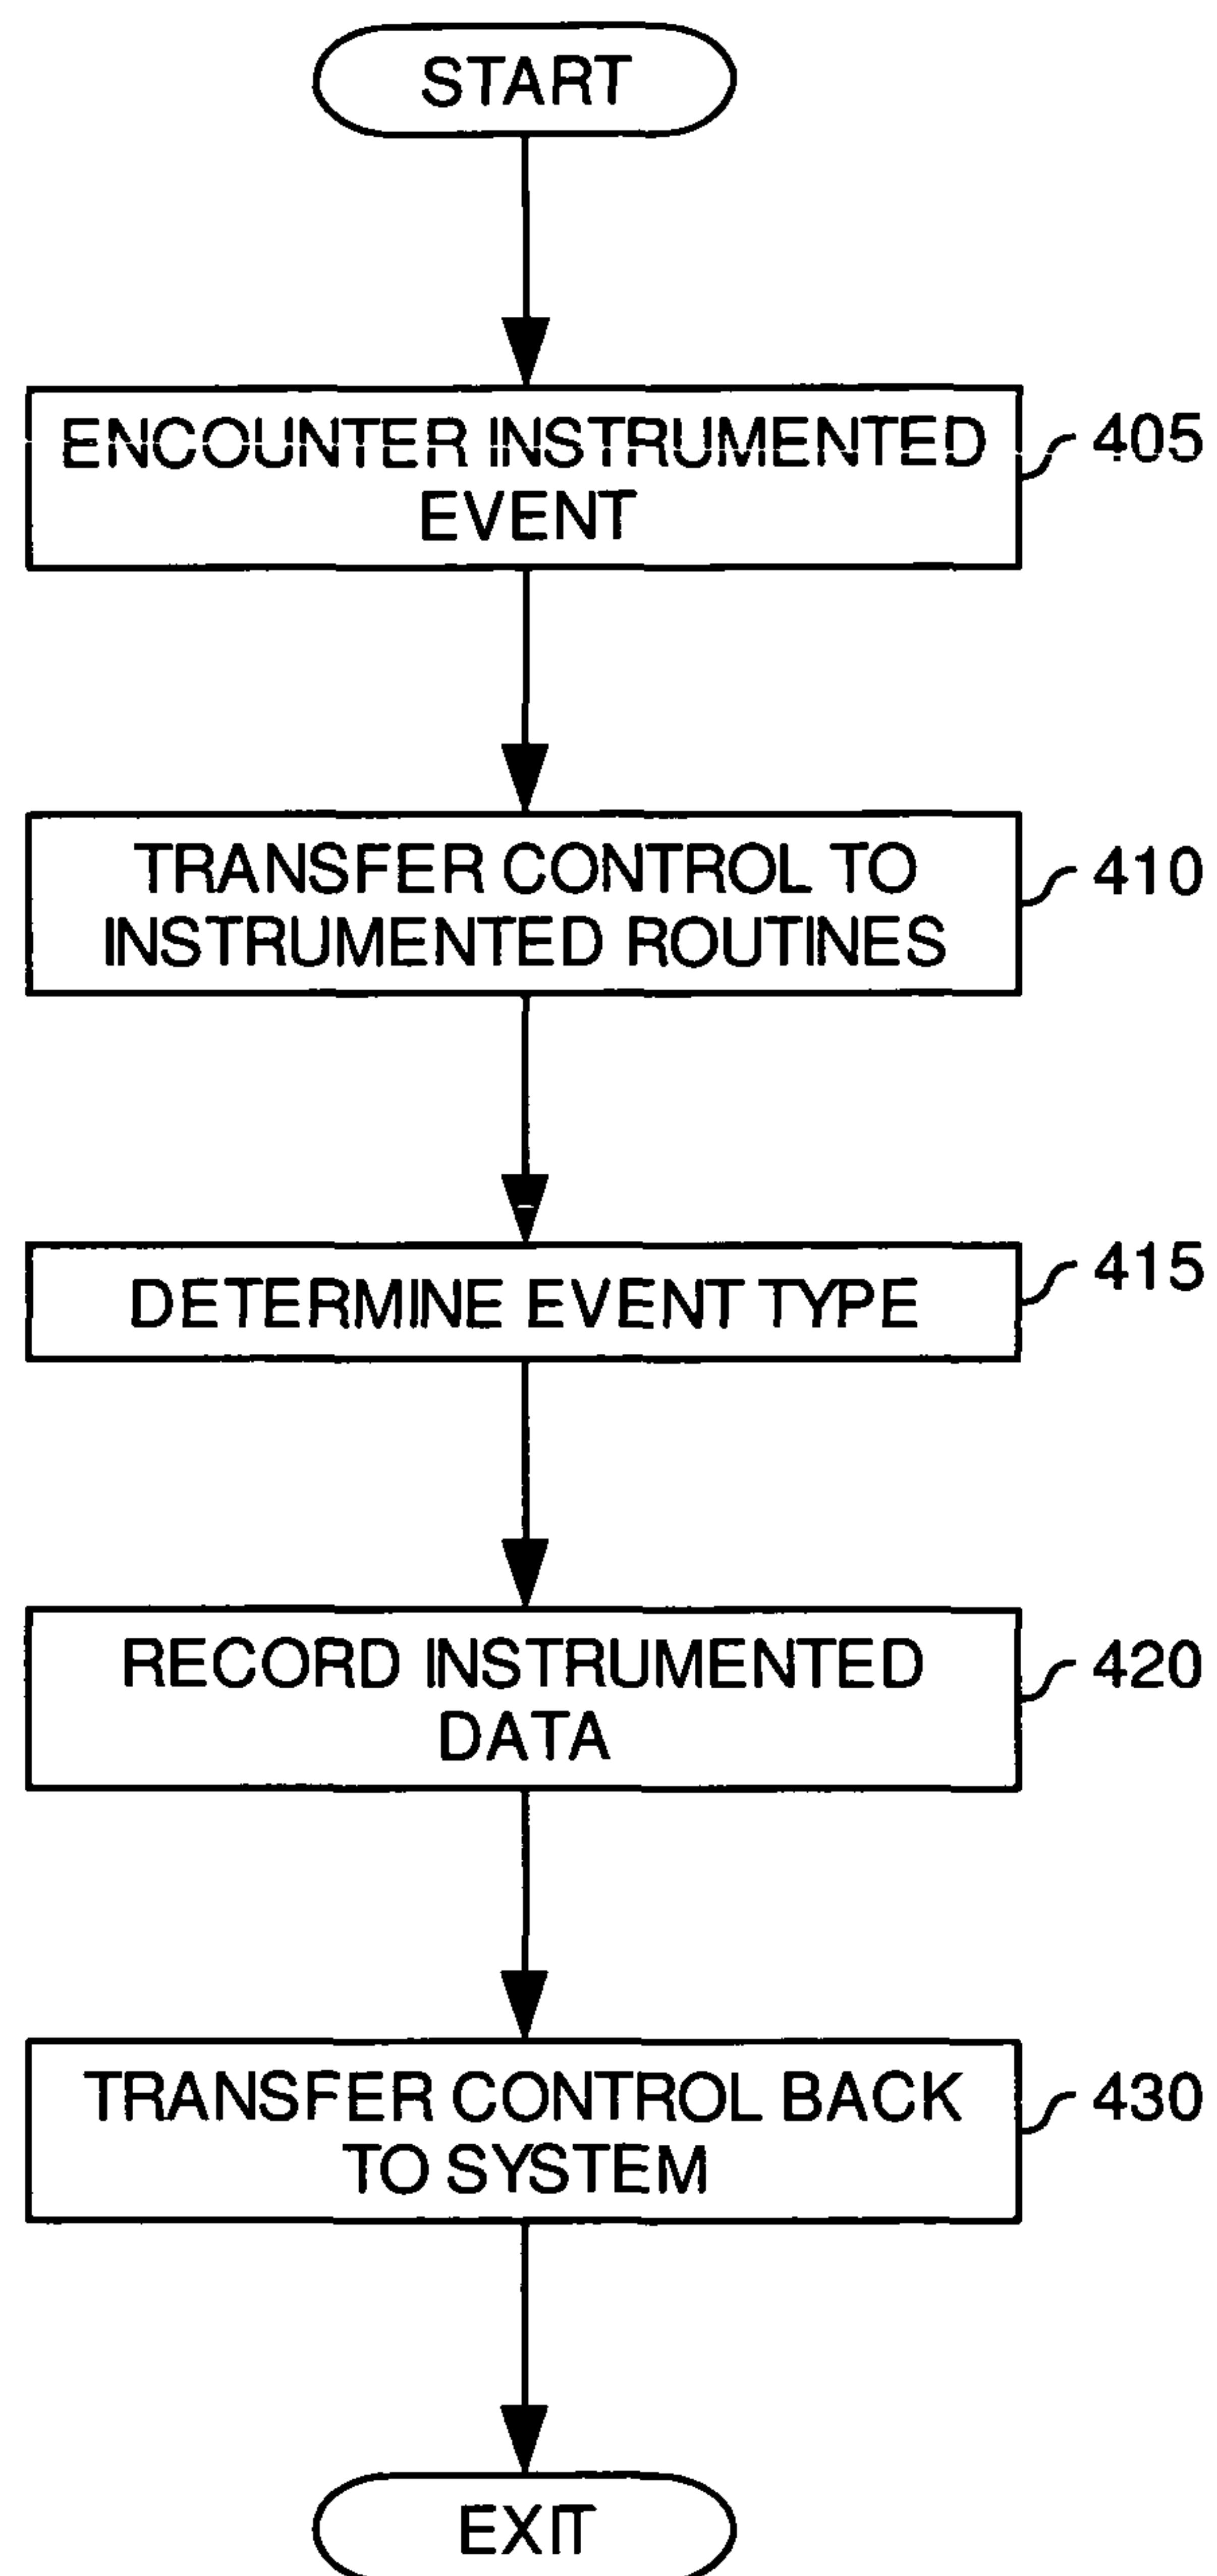 START
ENCOUNTER INSTRUMENTED
EVENT
405
TRANSFER CONTROL TO
INSTRUMENTED ROUTINES
410
DETERMINE EVENT TYPE
415
RECORD INSTRUMENTED
DATA
420
TRANSFER CONTROL BACK
TO SYSTEM
430
EXIT